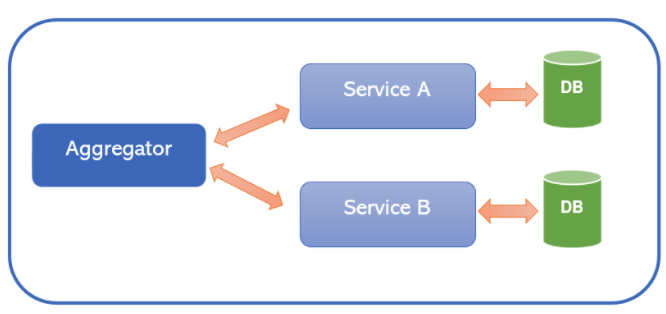 Aggregator
Service A
DB
Service B
DB